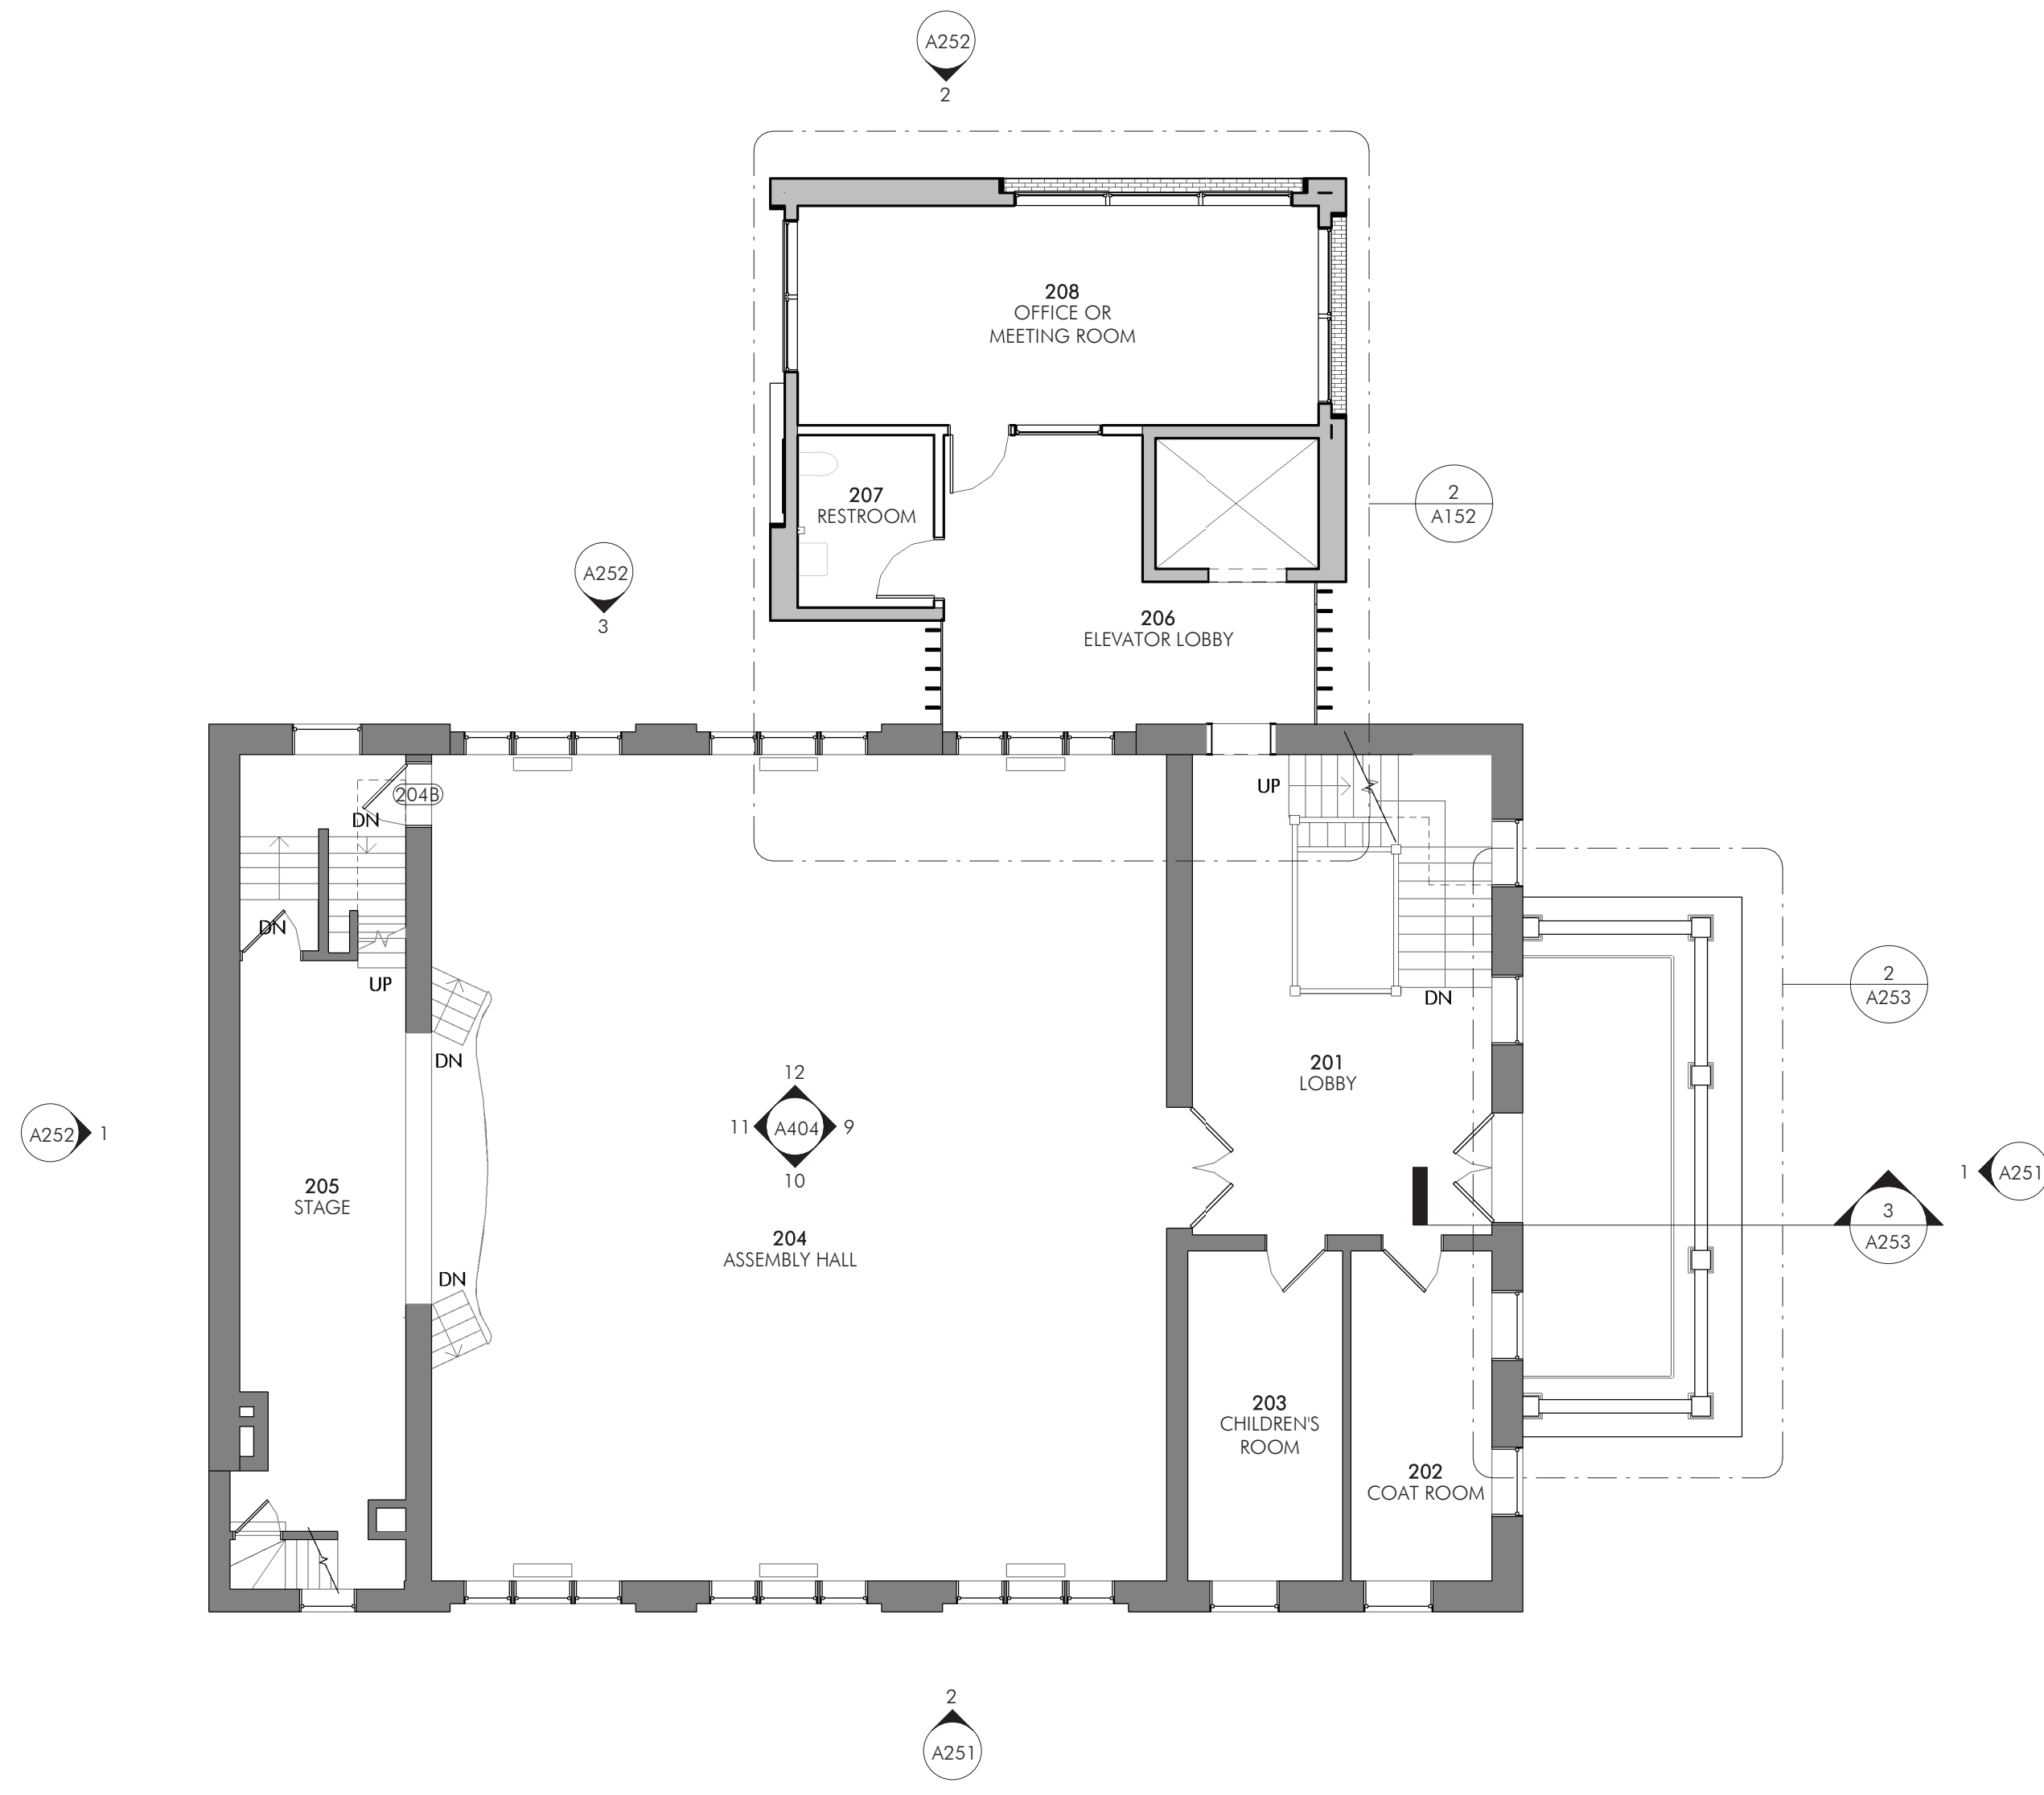 A252
2
208
OFFICE OR
MEETING ROOM
2
A152
207
RESTROOM
A252
3
206
ELEVATOR LOBBY
UP
204B
DN
DN
UP
2
A253
DN
DN
201
LOBBY
12
11
A404
9
10
A252
1
1
A251
205
STAGE
3
A253
204
ASSEMBLY HALL
DN
203
CHILDREN'S
ROOM
202
COAT ROOM
2
A251